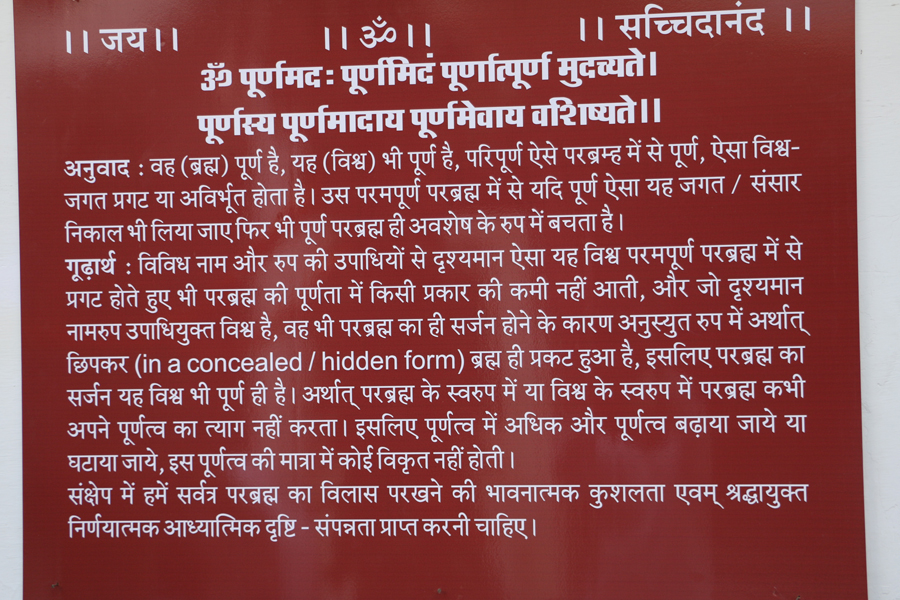 ।। जय।। ।। ॐ।। ।। सच्चिदानंद ।।
ॐ पूर्णमदः पूर्णमिदं पूर्णात्पूर्ण मुदच्यते।
पूर्णस्य पूर्णमादाय पूर्णमेवाय वशिष्यते।।
अनुवाद : वह (ब्रह्म) पूर्ण है, यह (विश्व) भी पूर्ण है, परिपूर्ण ऐसे परब्रम्ह में से पूर्ण, ऐसा विश्व-
जगत प्रगट या अविर्भूत होता है। उस परमपूर्ण परब्रह्म में से यदि पूर्ण ऐसा यह जगत / संसार
निकाल भी लिया जाए फिर भी पूर्ण परब्रह्म ही अवशेष के रुप में बचता है।
गूढ़ार्थ : विविध नाम और रुप की उपाधियों से दृश्यमान ऐसा यह विश्व परमपूर्ण परब्रह्म में से
प्रगट होते हुए भी परब्रह्म की पूर्णता में किसी प्रकार की कमी नहीं आती, और जो दृश्यमान
नामरुप उपाधियुक्त विश्व है, वह भी परब्रह्म का ही सर्जन होने के कारण अनुस्युत रुप में अर्थात्
छिपकर (in a concealed / hidden form) ब्रह्म ही प्रकट हुआ है, इसलिए परब्रह्म का
सर्जन यह विश्व भी पूर्ण ही है। अर्थात् परब्रह्म के स्वरुप में या विश्व के स्वरुप में परब्रह्म कभी
अपने पूर्णत्व का त्याग नहीं करता। इसलिए पूर्णत्व में अधिक और पूर्णत्व बढ़ाया जाये या
घटाया जाये, इस पूर्णत्व की मात्रा में कोई विकृत नहीं होती।
संक्षेप में हमें सर्वत्र परब्रह्म का विलास परखने की भावनात्मक कुशलता एवम् श्रद्धायुक्त
निर्णयात्मक आध्यात्मिक दृष्टि - संपन्नता प्राप्त करनी चाहिए।